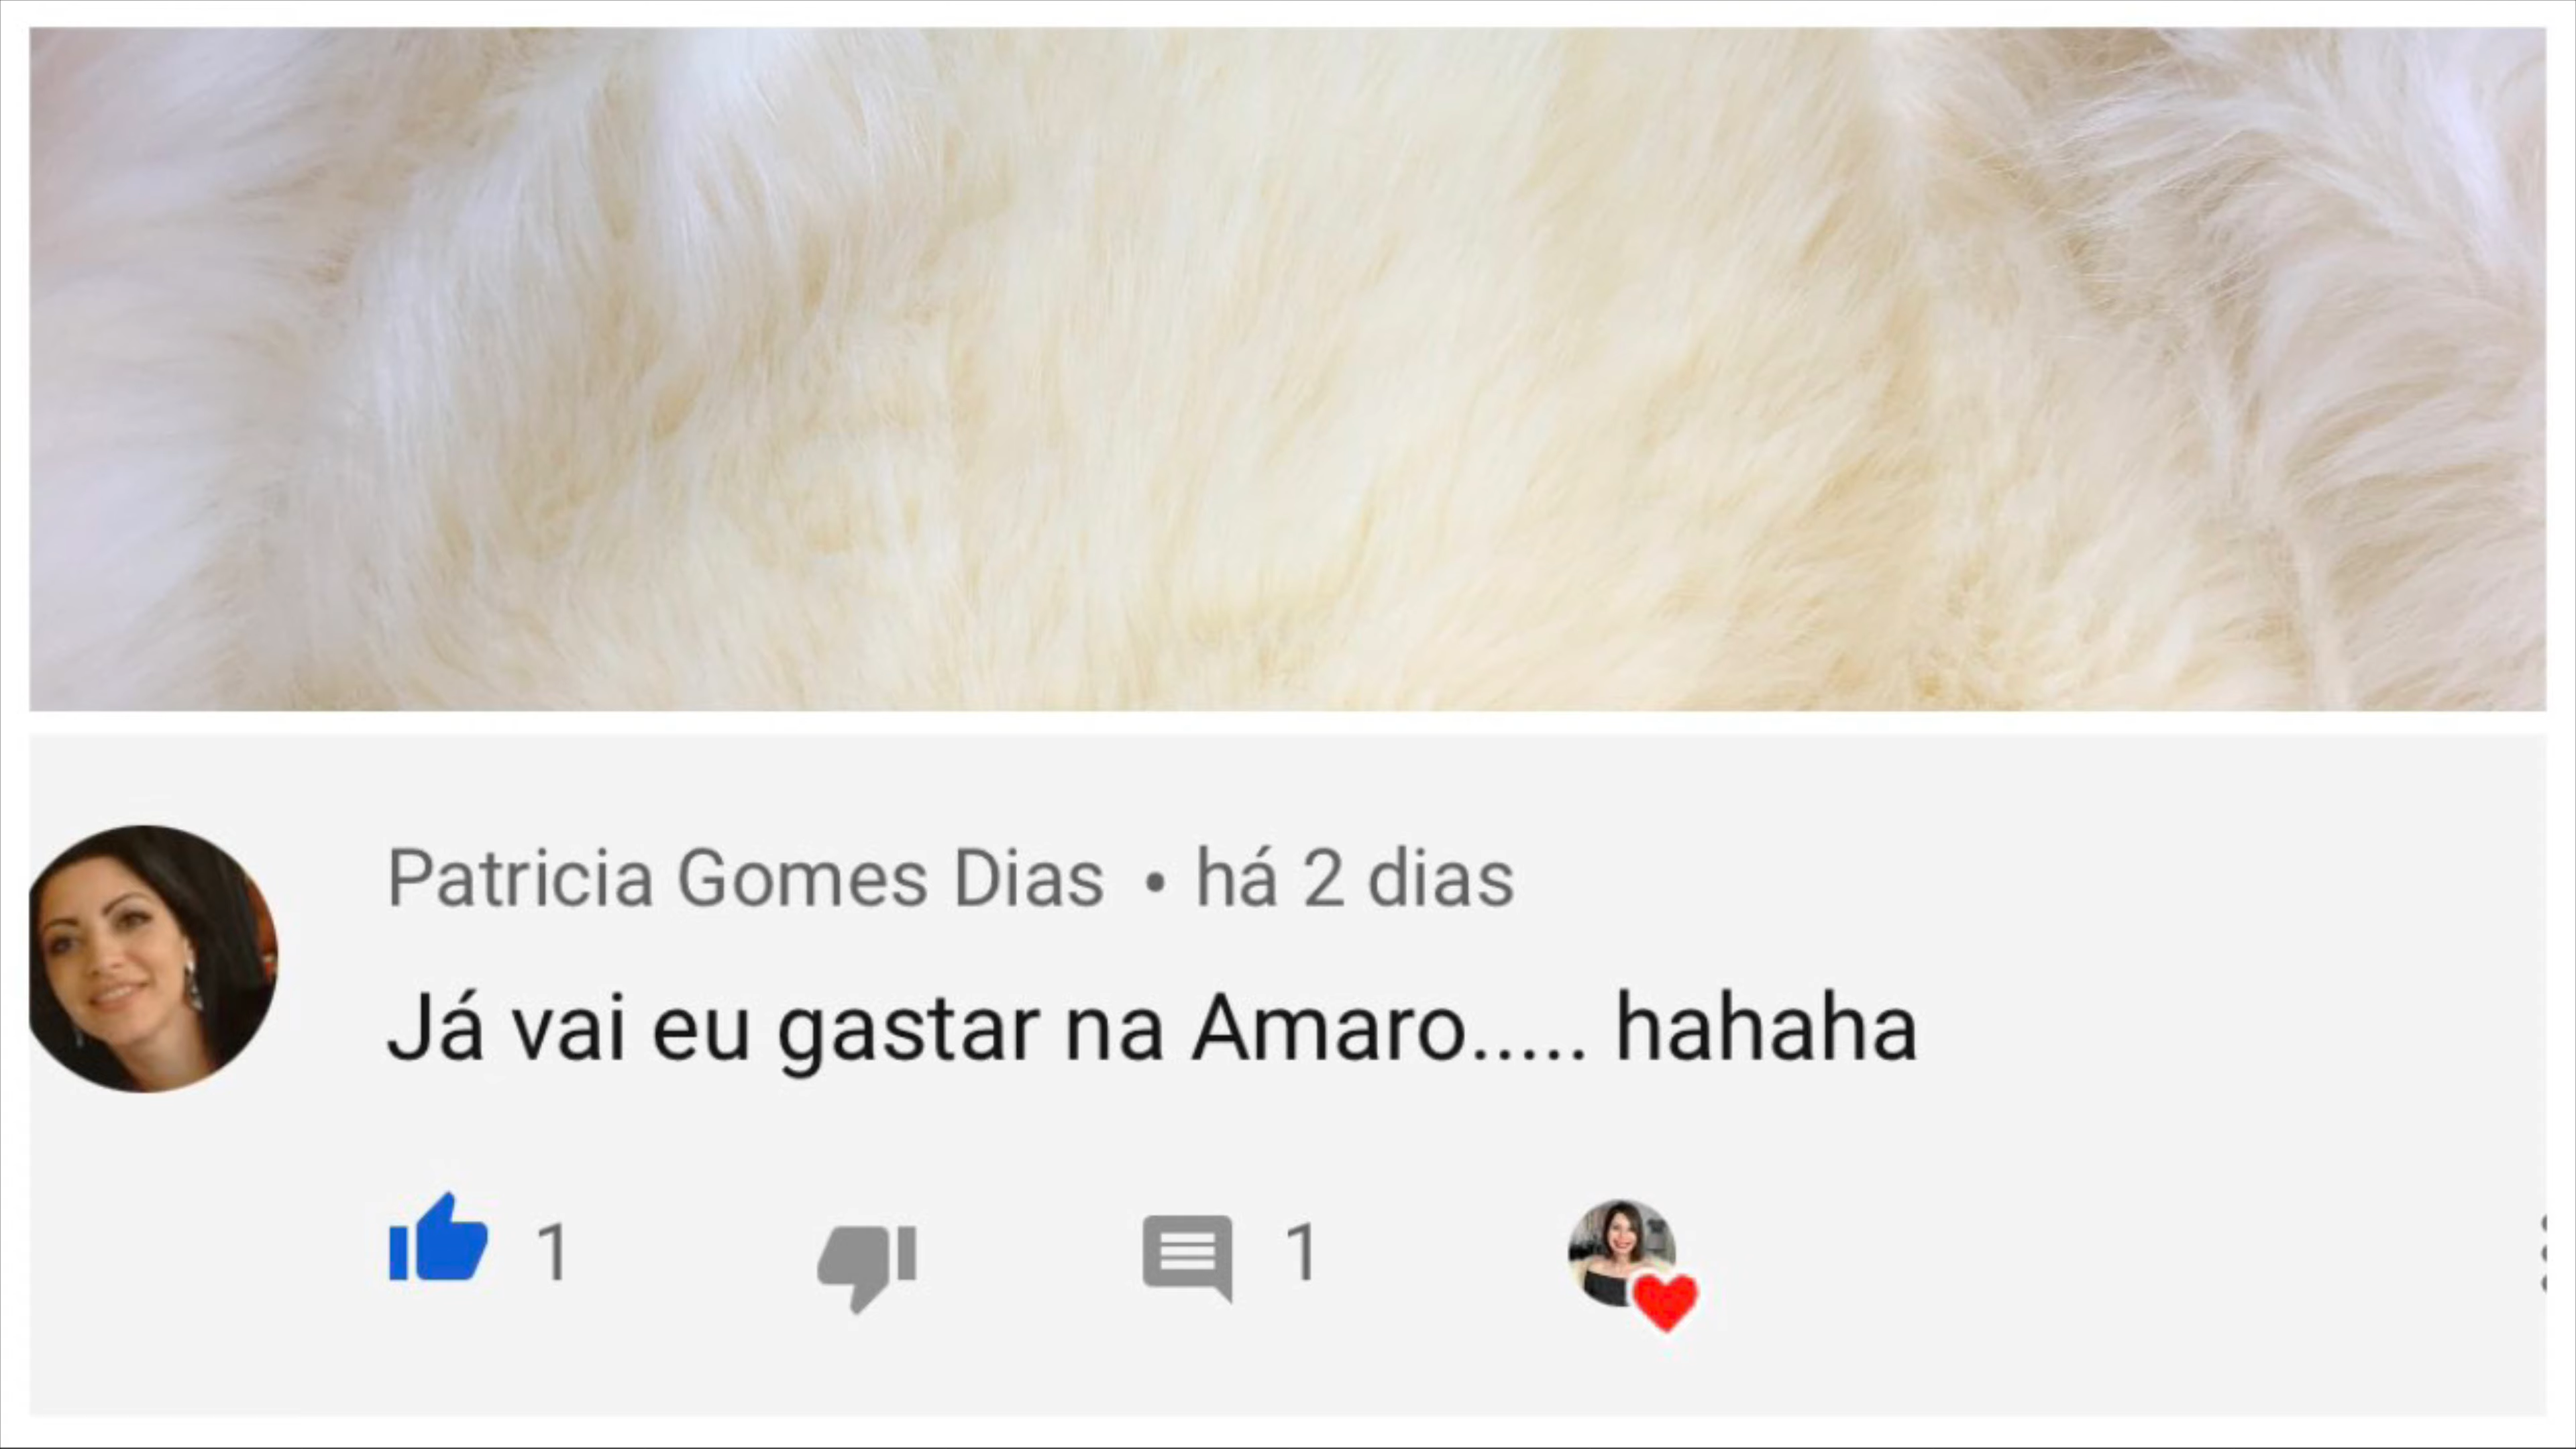 Patricia Gomes Dias • há 2 dias
Já vai eu gastar na Amaro..... hahaha
1 1